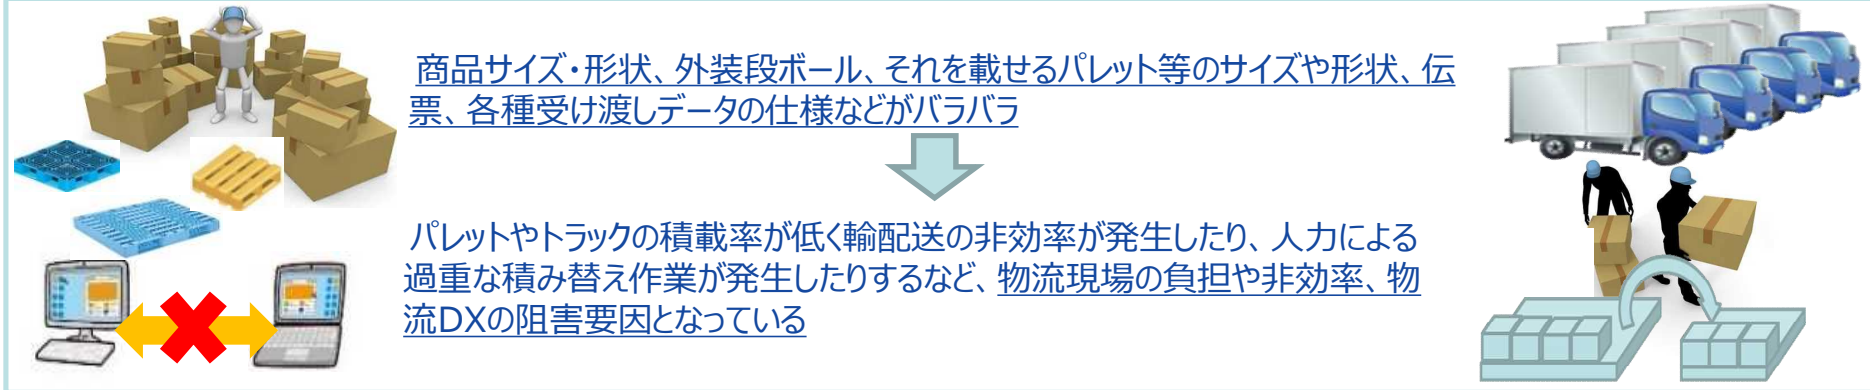 商品サイズ・形状、外装段ボール、それを載せるパレット等のサイズや形状、伝
票、各種受け渡しデータの仕様などがバラバラ
パレットやトラックの積載率が低く輸配送の非効率が発生したり、人力による
過重な積み替え作業が発生したりするなど、物流現場の負担や非効率、物
流DXの阻害要因となっている